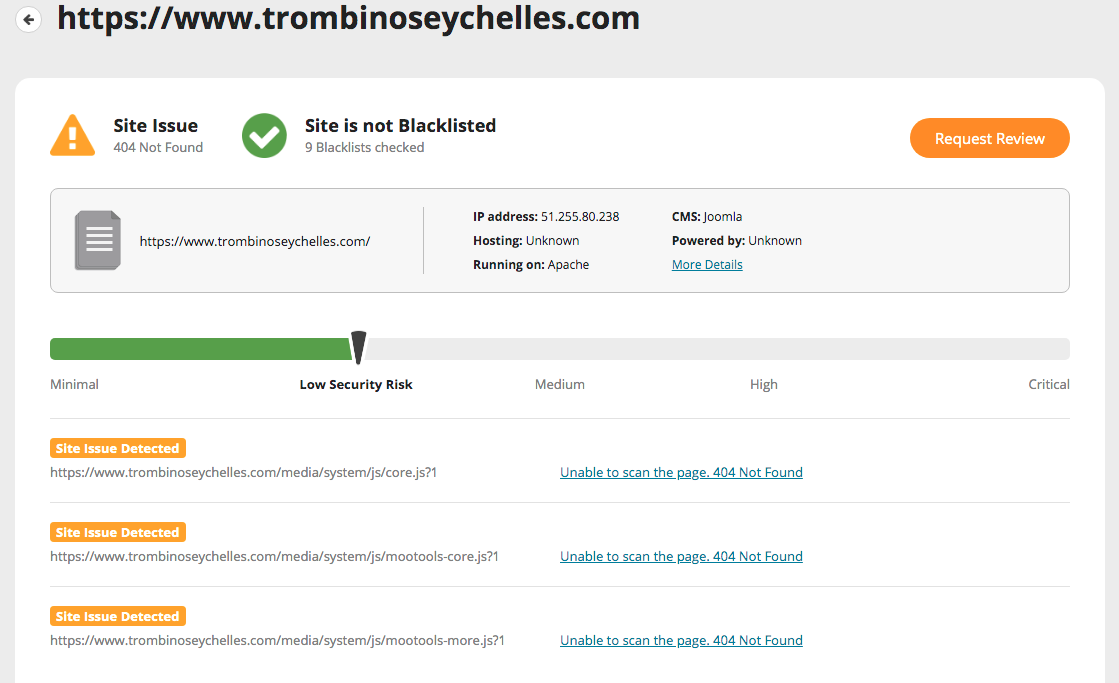 https://www.trombinoseychelles.com
Site Issue
404 Not Found
Site is not Blacklisted
9 Blacklists checked
Request Review
https://www.trombinoseychelles.com/
IP address: 51.255.80.238
Hosting: Unknown
Running on: Apache
CMS: Joomla
Powered by: Unknown
More Details
Minimal
Low Security Risk
Medium
High
Critical
Site Issue Detected
https://www.trombinoseychelles.com/media/system/js/core.js?1
Unable to scan the page. 404 Not Found
Site Issue Detected
https://www.trombinoseychelles.com/media/system/js/mootools-core.js?1
Unable to scan the page. 404 Not Found
Site Issue Detected
https://www.trombinoseychelles.com/media/system/js/mootools-more.js?1
Unable to scan the page. 404 Not Found